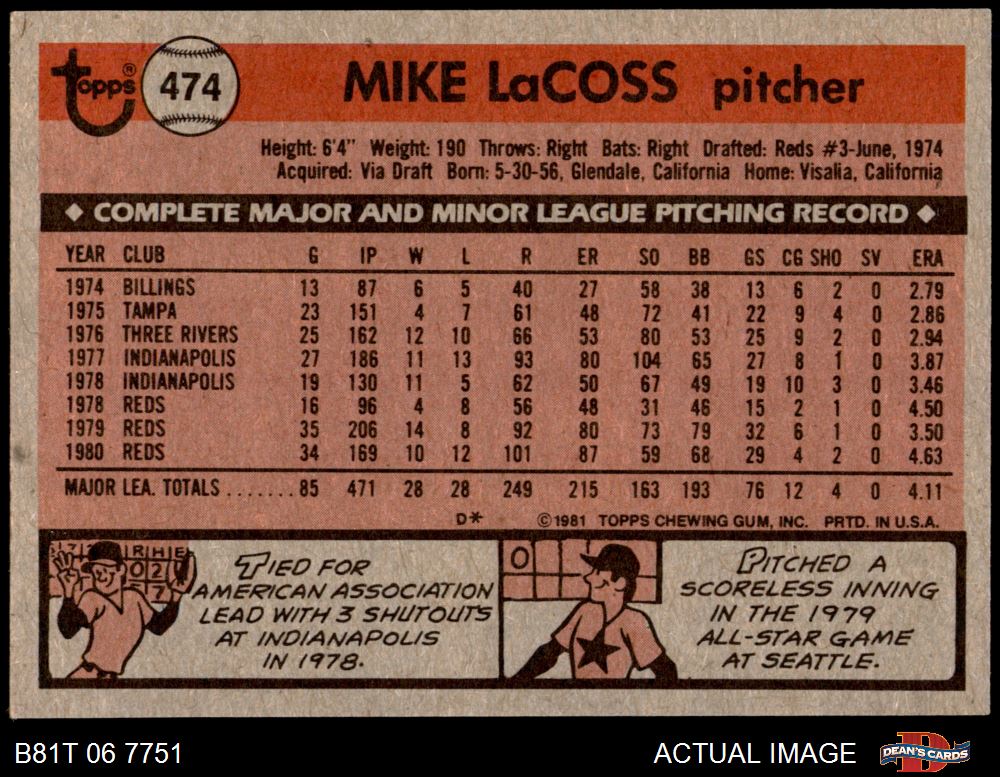 topps® 474 MIKE LaCOSS pitcher
Height: 6'4" Weight: 190 Throws: Right Bats: Right Drafted: Reds #3-June, 1974
Acquired: Via Draft Born: 5-30-56, Glendale, California Home: Visalia, California
◆ COMPLETE MAJOR AND MINOR LEAGUE PITCHING RECORD ◆
YEAR CLUB G IP W L R ER SO BB GS CG SHO SV ERA
1974 BILLINGS 13 87 6 5 40 27 58 38 13 6 2 0 2.79
1975 TAMPA 23 151 4 7 61 48 72 41 22 9 4 0 2.86
1976 THREE RIVERS 25 162 12 10 66 53 80 53 25 9 2 0 2.94
1977 INDIANAPOLIS 27 186 11 13 93 80 104 65 27 8 1 0 3.87
1978 INDIANAPOLIS 19 130 11 5 62 50 67 49 19 10 3 0 3.46
1978 REDS 16 96 4 8 56 48 31 46 15 2 1 0 4.50
1979 REDS 35 206 14 8 92 80 73 79 32 6 1 0 3.50
1980 REDS 34 169 10 12 101 87 59 68 29 4 2 0 4.63
MAJOR LEA. TOTALS ....... 85 471 28 28 249 215 163 193 76 12 4 0 4.11
D* ©1981 TOPPS CHEWING GUM, INC. PRTD. IN U.S.A.
R H E
0 2
7
TIED FOR
AMERICAN ASSOCIATION
LEAD WITH 3 SHUTOUTS
AT INDIANAPOLIS
IN 1978.
0
PITCHED A
SCORELESS INNING
IN THE 1979
ALL-STAR GAME
AT SEATTLE.
B81T 06 7751 ACTUAL IMAGE DEAN'S CARDS